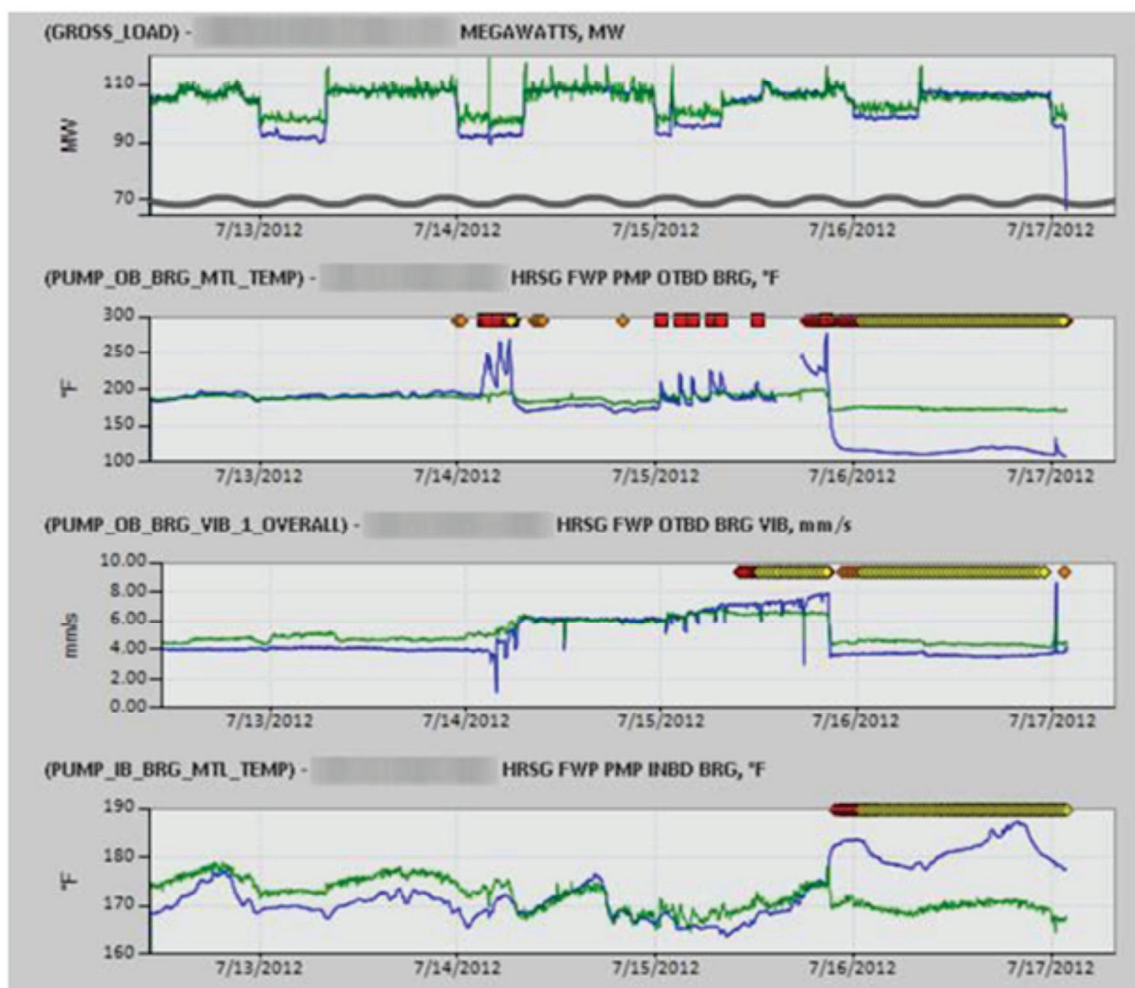 (GROSS_LOAD) - MEGAWATTS, MW
110
90
70
MW
7/13/2012 7/14/2012 7/15/2012 7/16/2012 7/17/2012
(PUMP_OB_BRG_MTL_TEMP) - HRSG FWP PMP OTBD BRG, °F
300
250
200
150
100
°F
7/13/2012 7/14/2012 7/15/2012 7/16/2012 7/17/2012
(PUMP_OB_BRG_VIB_1_OVERALL) - HRSG FWP OTBD BRG VIB, mm/s
10.00
8.00
6.00
4.00
2.00
0.00
mm/s
7/13/2012 7/14/2012 7/15/2012 7/16/2012 7/17/2012
(PUMP_IB_BRG_MTL_TEMP) - HRSG FWP PMP INBD BRG, °F
190
180
170
160
°F
7/13/2012 7/14/2012 7/15/2012 7/16/2012 7/17/2012